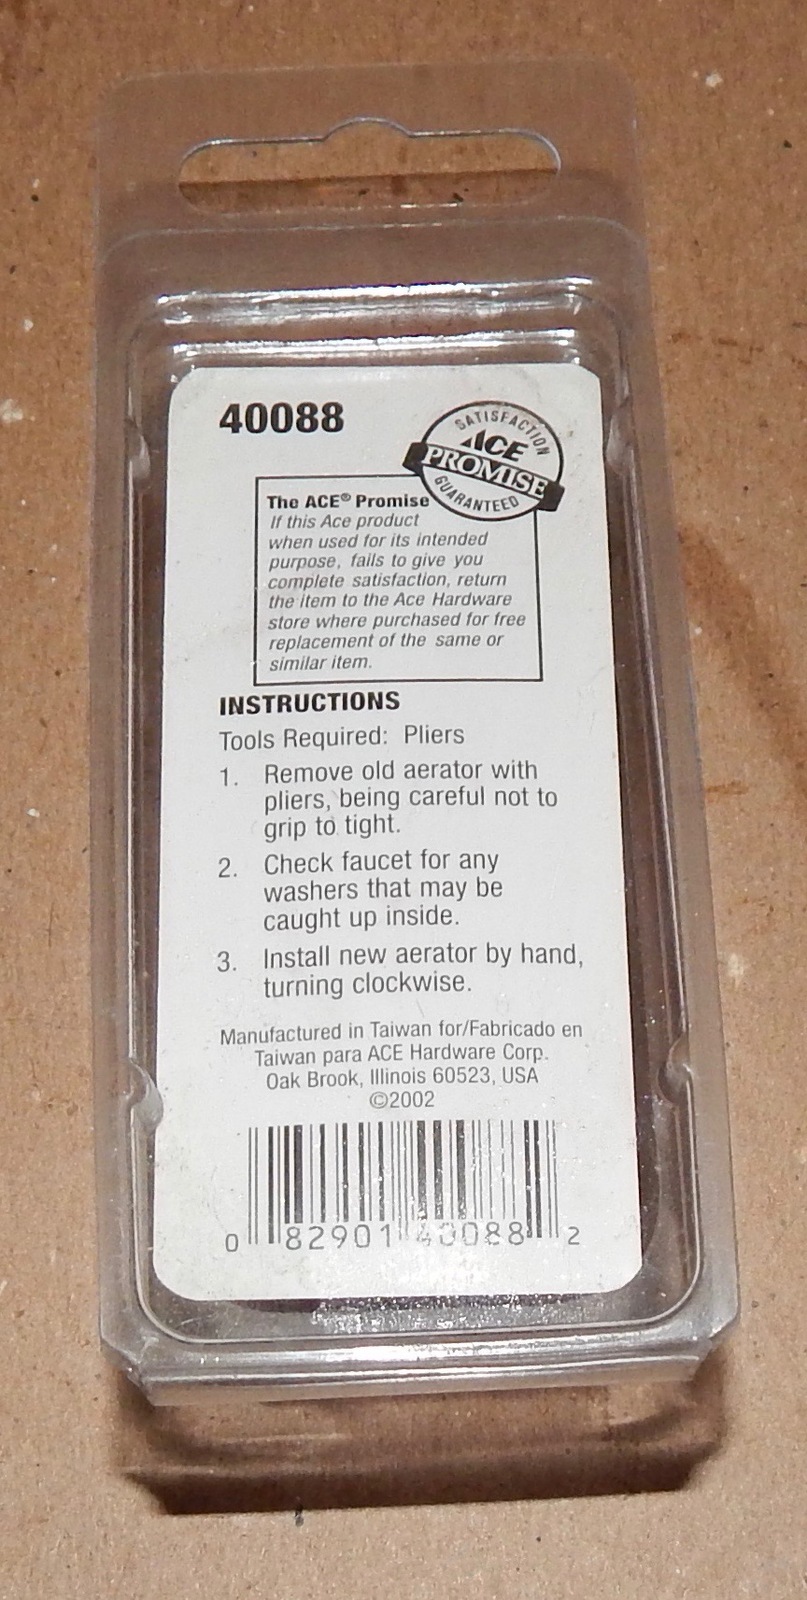 40088
SATISFACTION
ACE
PROMISE
GUARANTEED
The ACE® Promise
If this Ace product
when used for its intended
purpose, fails to give you
complete satisfaction, return
the item to the Ace Hardware
store where purchased for free
replacement of the same or
similar item.
INSTRUCTIONS
Tools Required: Pliers
1. Remove old aerator with
pliers, being careful not to
grip to tight.
2. Check faucet for any
washers that may be
caught up inside.
3. Install new aerator by hand,
turning clockwise.
Manufactured in Taiwan for/Fabricado en
Taiwan para ACE Hardware Corp.
Oak Brook, Illinois 60523, USA
©2002
0 82901 40088 2